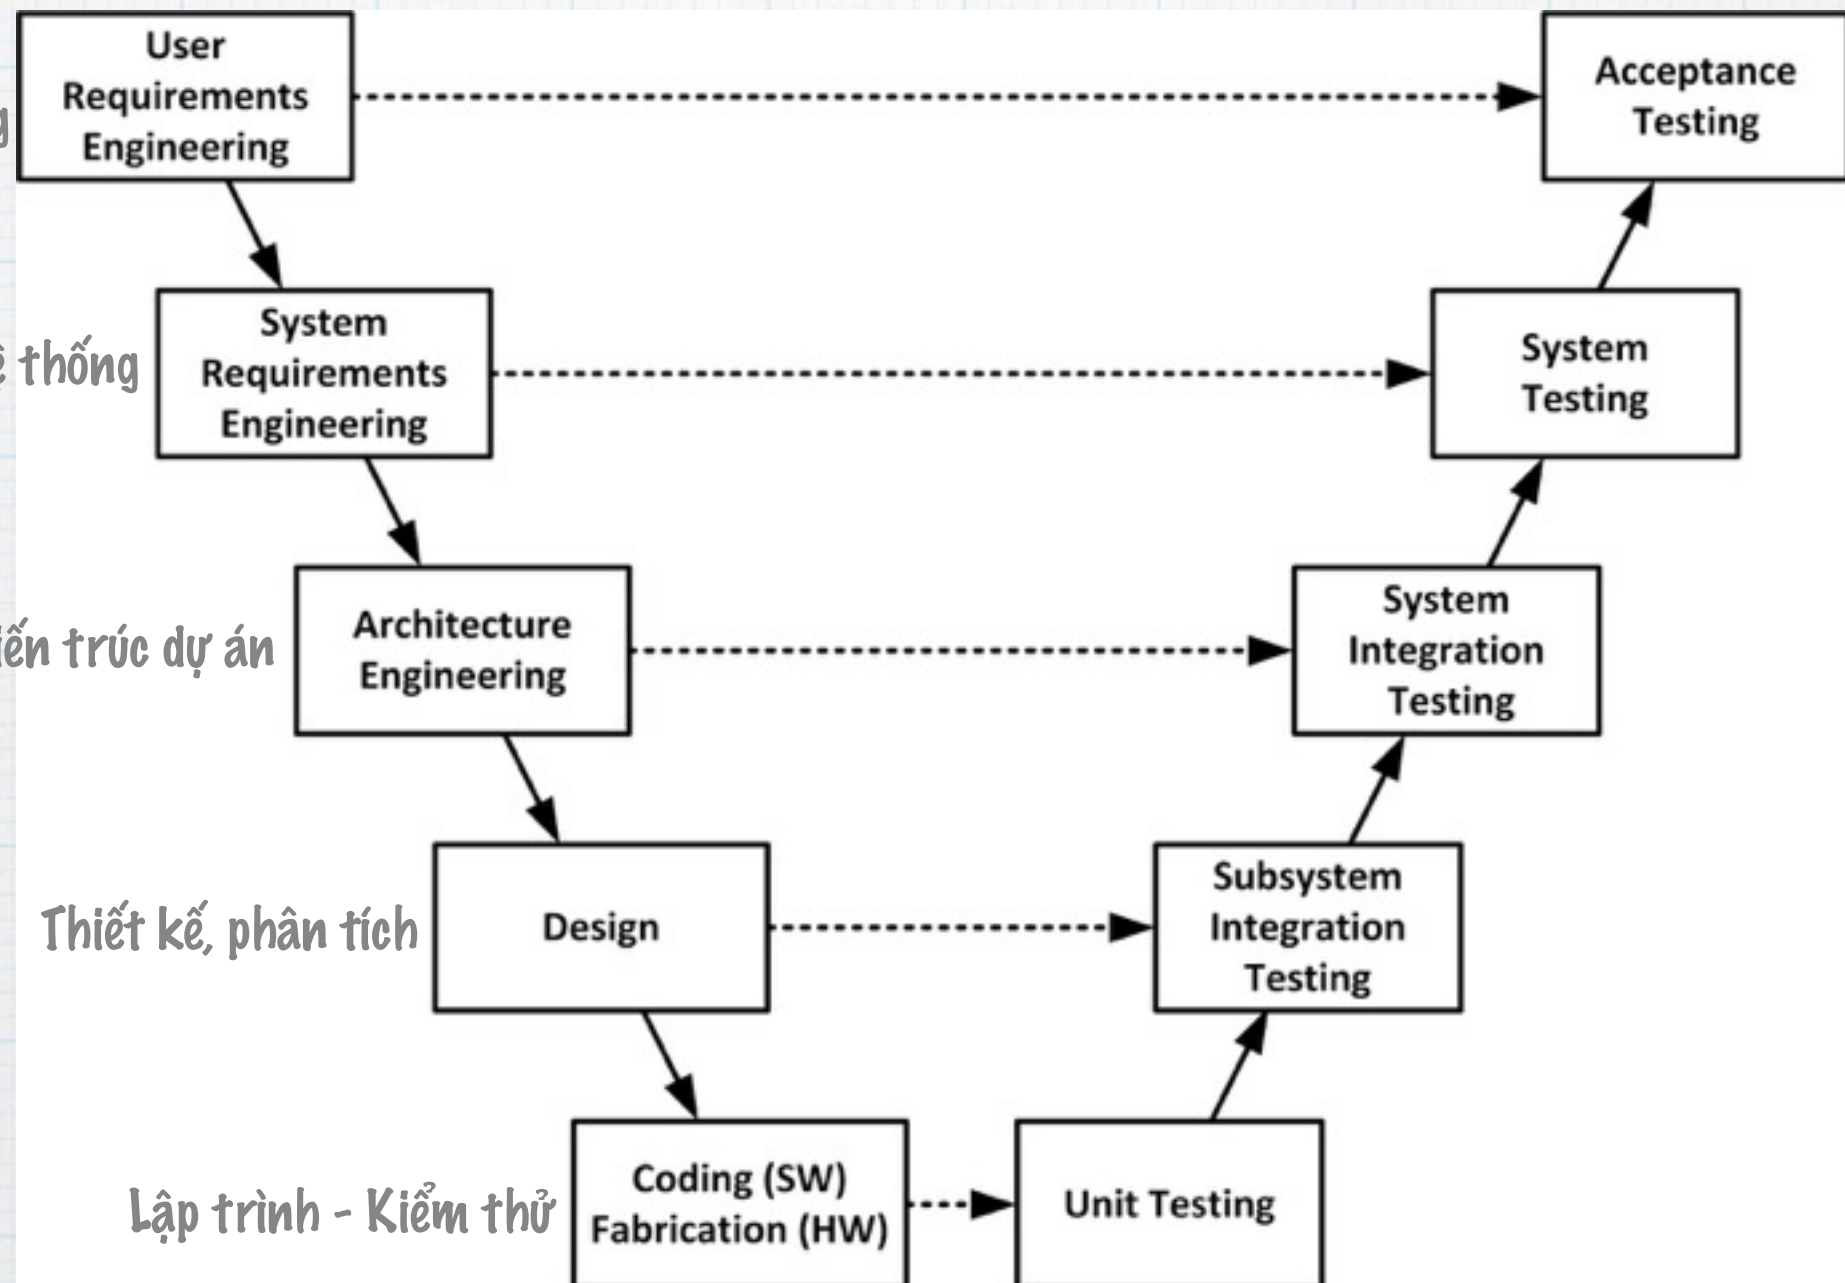 User
Requirements
Engineering
Acceptance
Testing
System
Requirements
Engineering
System
Testing
thống
Architecture
Engineering
System
Integration
Testing
trúc dự án
Thiết kế, phân tích
Design
Subsystem
Integration
Testing
Lập trình - Kiểm thử
Coding (SW)
Fabrication (HW)
Unit Testing